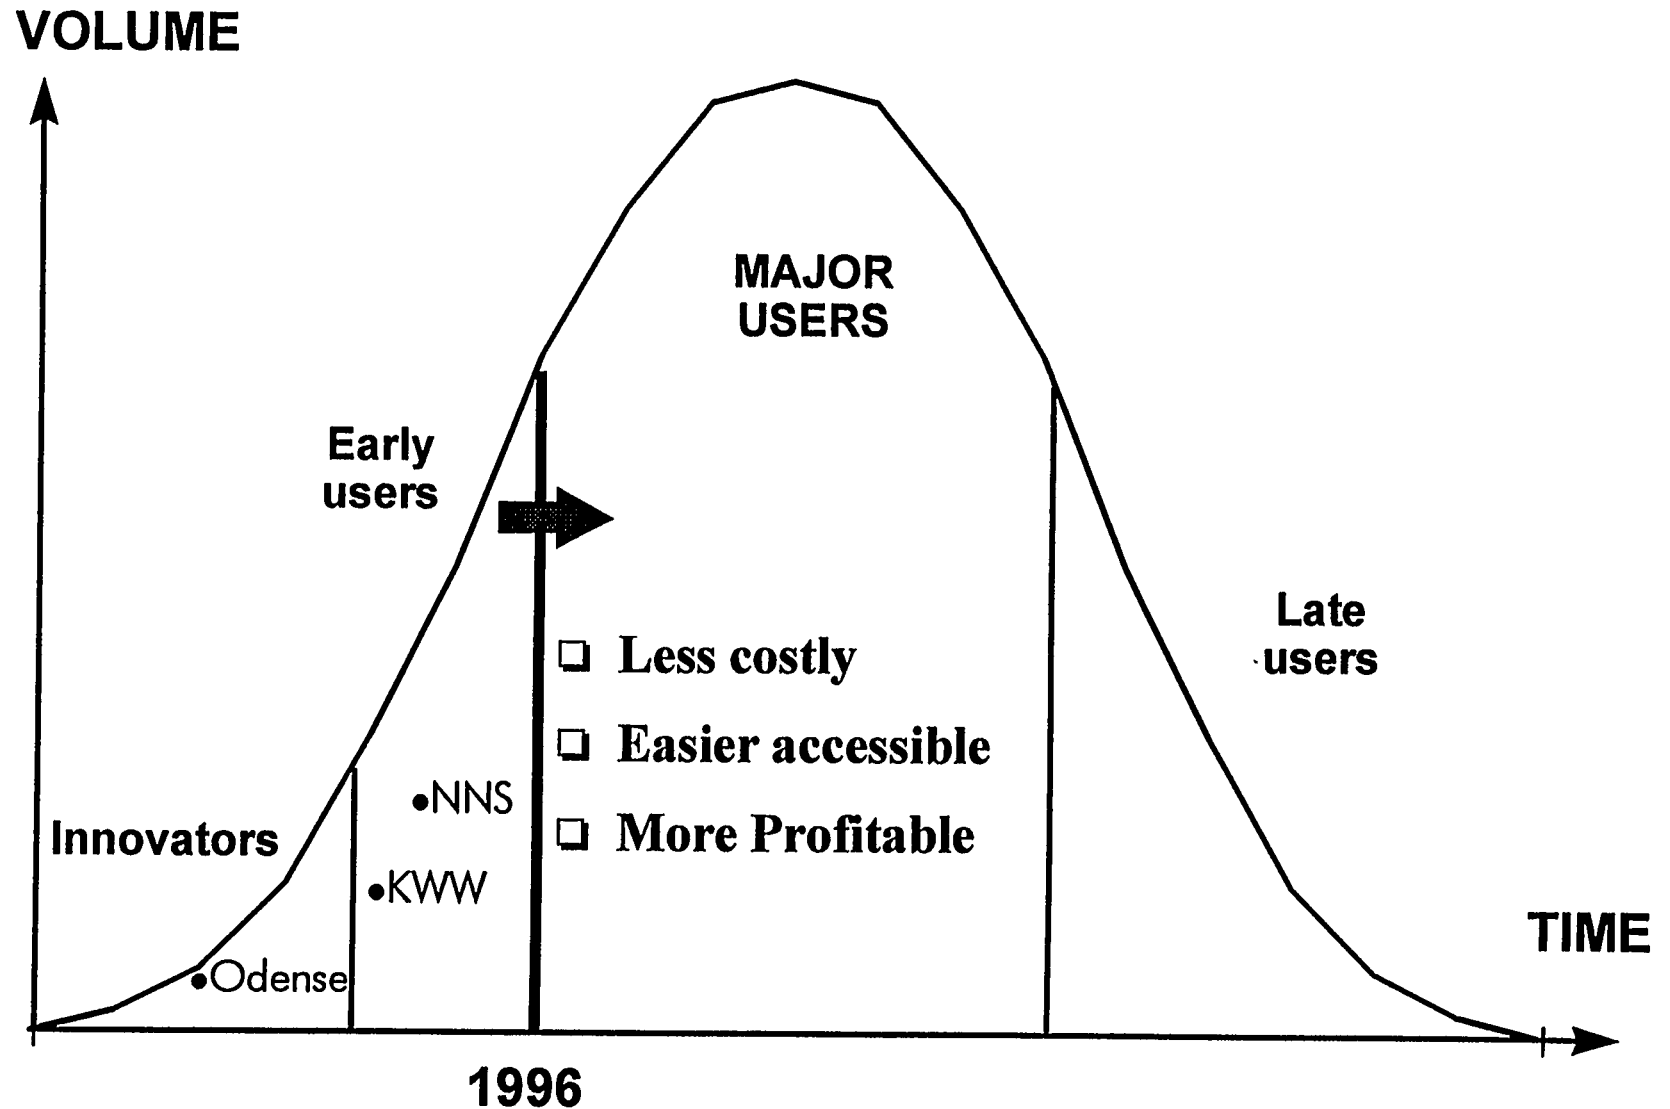 VOLUME
MAJOR
USERS
Early
users
Late
users
❑ Less costly
❑ Easier accessible
❑ More Profitable
•NNS
Innovators
•KWW
•Odense
TIME
1996